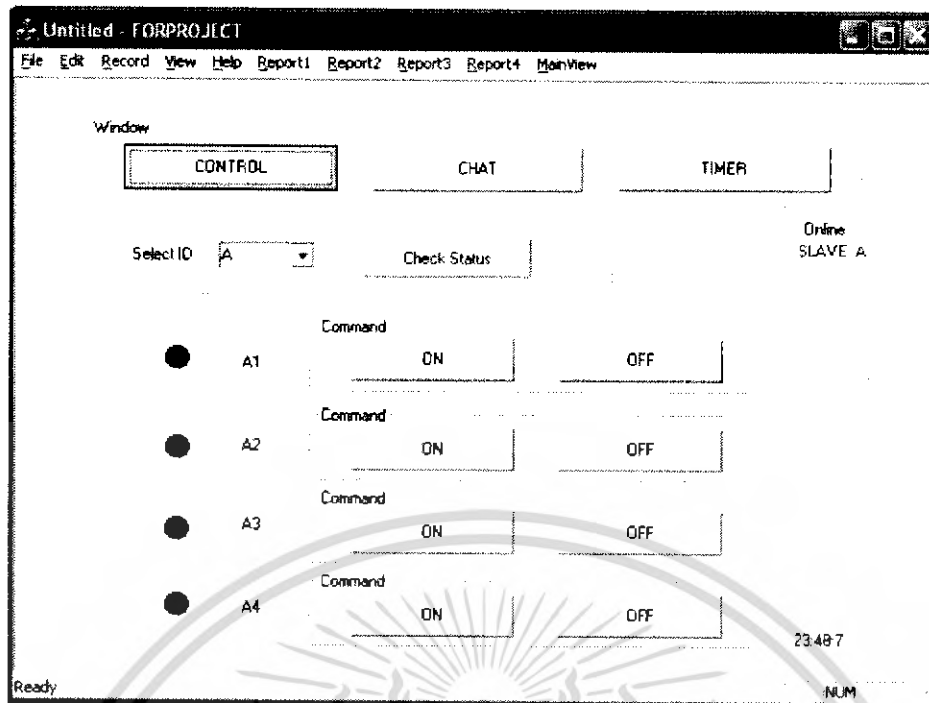 Untitled - FORPROJECT
File Edit Record View Help Report1 Report2 Report3 Report4 MainView
Window
CONTROL CHAT TIMER
Online
Select ID A Check Status SLAVE A
Command
A1 ON OFF
Command
A2 ON OFF
Command
A3 ON OFF
Command
A4 ON OFF
23:48:7
Ready NUM